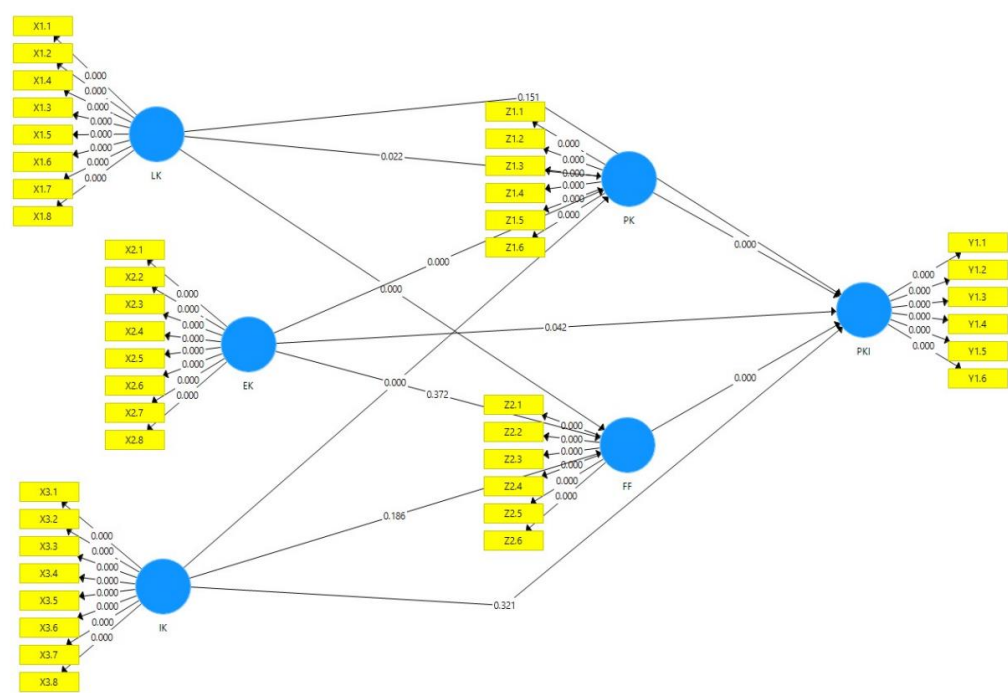 X1.1
X1.2
X1.4
X1.3
X1.5
X1.6
X1.7
X1.8
0.000
0.000
0.000
0.000
0.000
0.000
0.000
0.000
LK
0.151
0.022
0.000
X2.1
X2.2
X2.3
X2.4
X2.5
X2.6
X2.7
X2.8
0.000
0.000
0.000
0.000
0.000
0.000
0.000
0.000
EK
0.000
0.042
0.372
X3.1
X3.2
X3.3
X3.4
X3.5
X3.6
X3.7
X3.8
0.000
0.000
0.000
0.000
0.000
0.000
0.000
0.000
IK
0.000
0.186
0.321
Z1.1
Z1.2
Z1.3
Z1.4
Z1.5
Z1.6
0.000
0.000
0.000
0.000
0.000
0.000
PK
0.000
Z2.1
Z2.2
Z2.3
Z2.4
Z2.5
Z2.6
0.000
0.000
0.000
0.000
0.000
0.000
FF
0.000
PKI
0.000
0.000
0.000
0.000
0.000
0.000
Y1.1
Y1.2
Y1.3
Y1.4
Y1.5
Y1.6